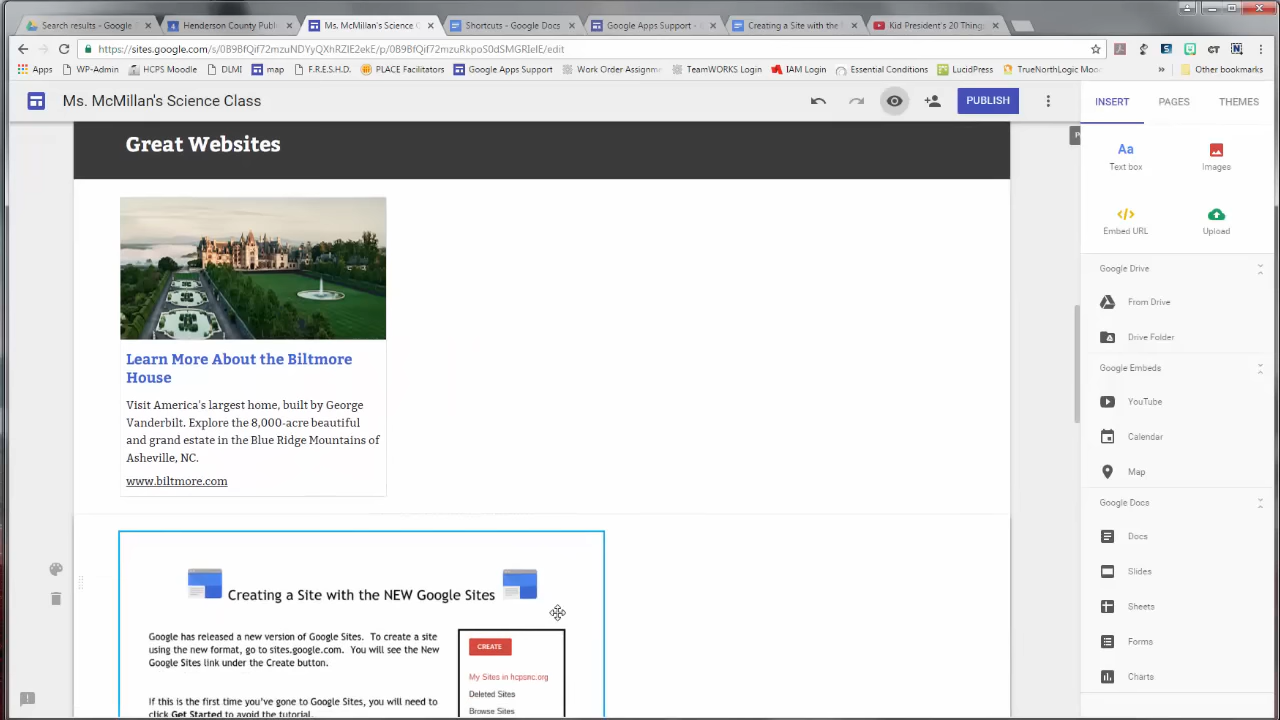 Search results - Google
Henderson County Publi
Ms. McMillan's Science C
Shortcuts - Google Docs
Google Apps Support - K
Creating a Site with the N
Kid President's 20 Things
https://sites.google.com/
/edit
Apps
WP-Admin
HCPS Moodle
DLMI
map
F.R.E.S.H.D.
PLACE Facilitators
Google Apps Support
Work Order Assignme
TeamWORKS Login
IAM Login
Essential Conditions
LucidPress
TrueNorthLogic Moo
Other bookmarks
Ms. McMillan's Science Class
PUBLISH
INSERT
PAGES
THEMES
Great Websites
Aa
Text box
Images
Embed URL
Upload
Google Drive
From Drive
Drive Folder
Google Embeds
YouTube
Calendar
Map
Google Docs
Docs
Slides
Sheets
Forms
Charts
Learn More About the Biltmore
House
Visit America's largest home, built by George
Vanderbilt. Explore the 8,000-acre beautiful
and grand estate in the Blue Ridge Mountains of
Asheville, NC.
www.biltmore.com
Creating a Site with the NEW Google Sites
Google has released a new version of Google Sites. To create a site
using the new format, go to sites.google.com. You will see the New
Google Sites link under the Create button.
If this is the first time you've gone to Google Sites, you will need to
click Get Started to avoid the tutorial.
CREATE
My Sites in hcpsnc.org
Deleted Sites
Browse Sites